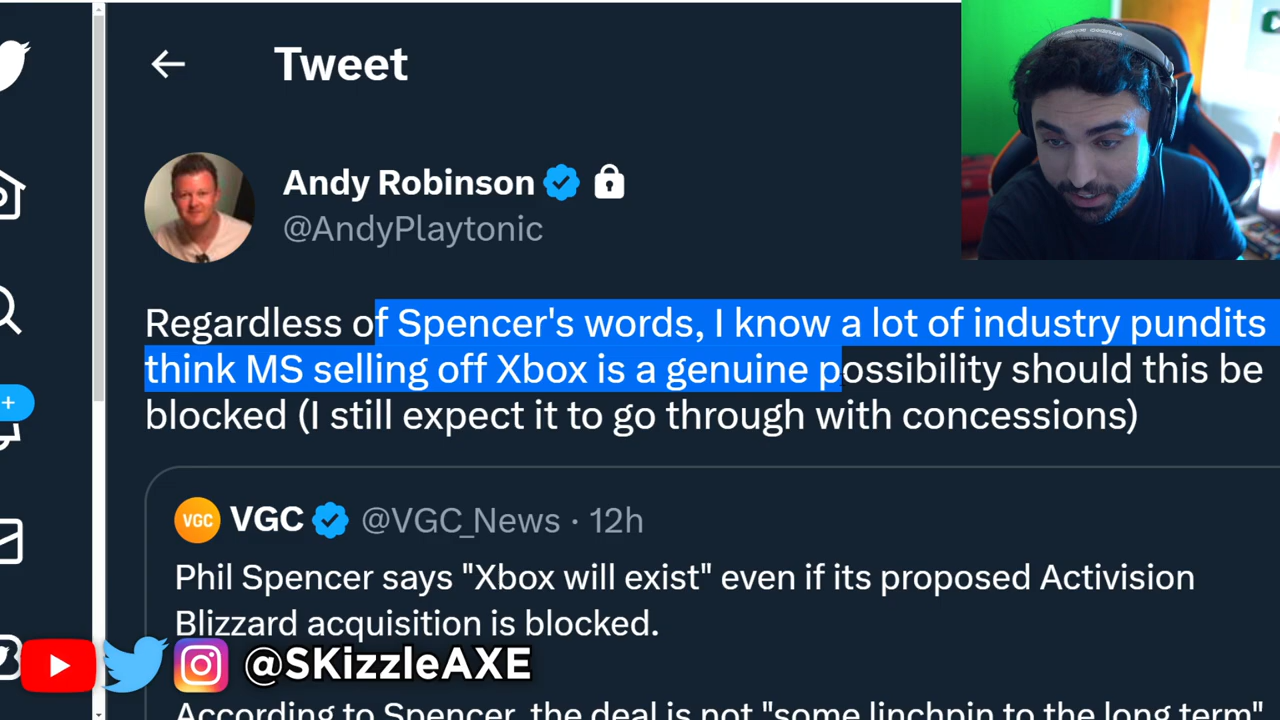 Tweet
Andy Robinson
@AndyPlaytonic
Regardless of Spencer's words, I know a lot of industry pundits
think MS selling off Xbox is a genuine possibility should this be
blocked (I still expect it to go through with concessions)
VGC
VGC @VGC_News · 12h
Phil Spencer says "Xbox will exist" even if its proposed Activision
Blizzard acquisition is blocked.
@SKizzleAXE
According to Spencer, the deal is not "some linchpin to the long term"